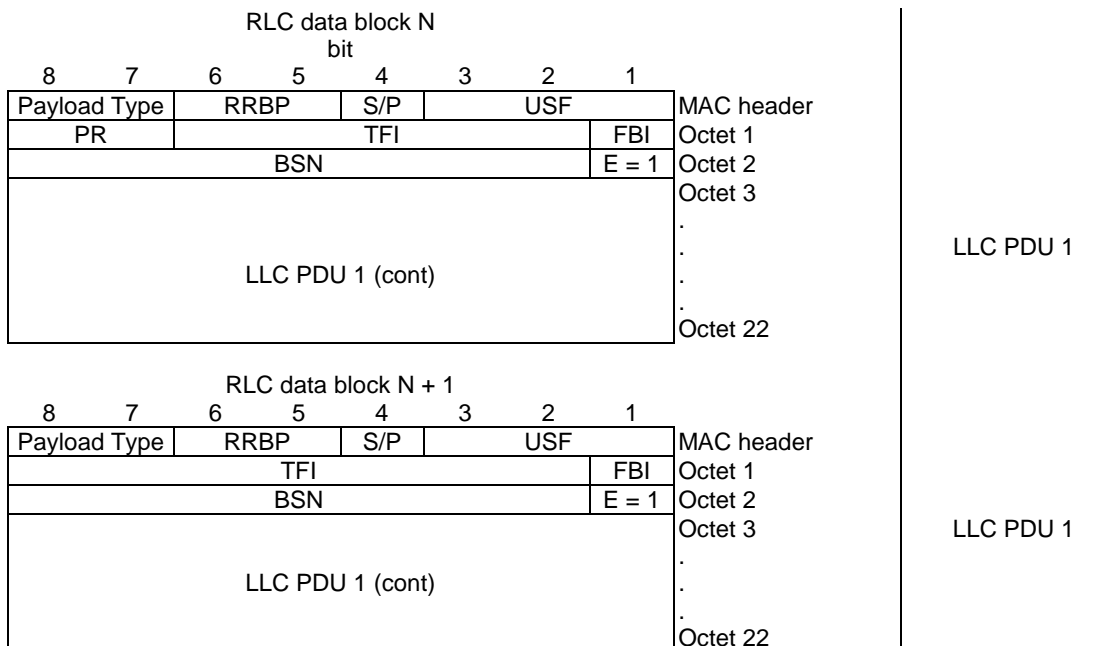 RLC data block N
bit
8 7 6 5 4 3 2 1
Payload Type RRBP S/P USF MAC header
PR TFI FBI Octet 1
BSN E = 1 Octet 2
Octet 3
.
.
LLC PDU 1 (cont) . LLC PDU 1
.
Octet 22
RLC data block N + 1
8 7 6 5 4 3 2 1
Payload Type RRBP S/P USF MAC header
TFI FBI Octet 1
BSN E = 1 Octet 2
Octet 3 LLC PDU 1
.
LLC PDU 1 (cont) .
.
Octet 22